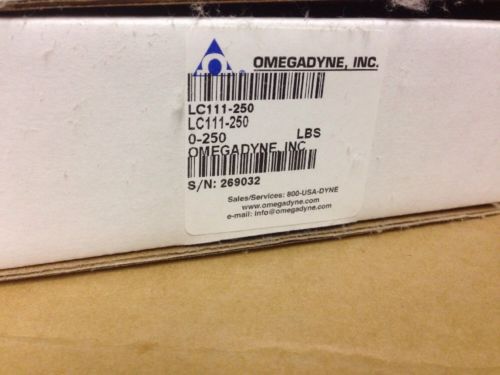 OMEGADYNE, INC.
LC111-250
LC111-250
0-250 LBS
OMEGADYNE, INC
S/N: 269032
Sales/Services: 800-USA-DYNE
www.omegadyne.com
e-mail: info@omegadyne.com